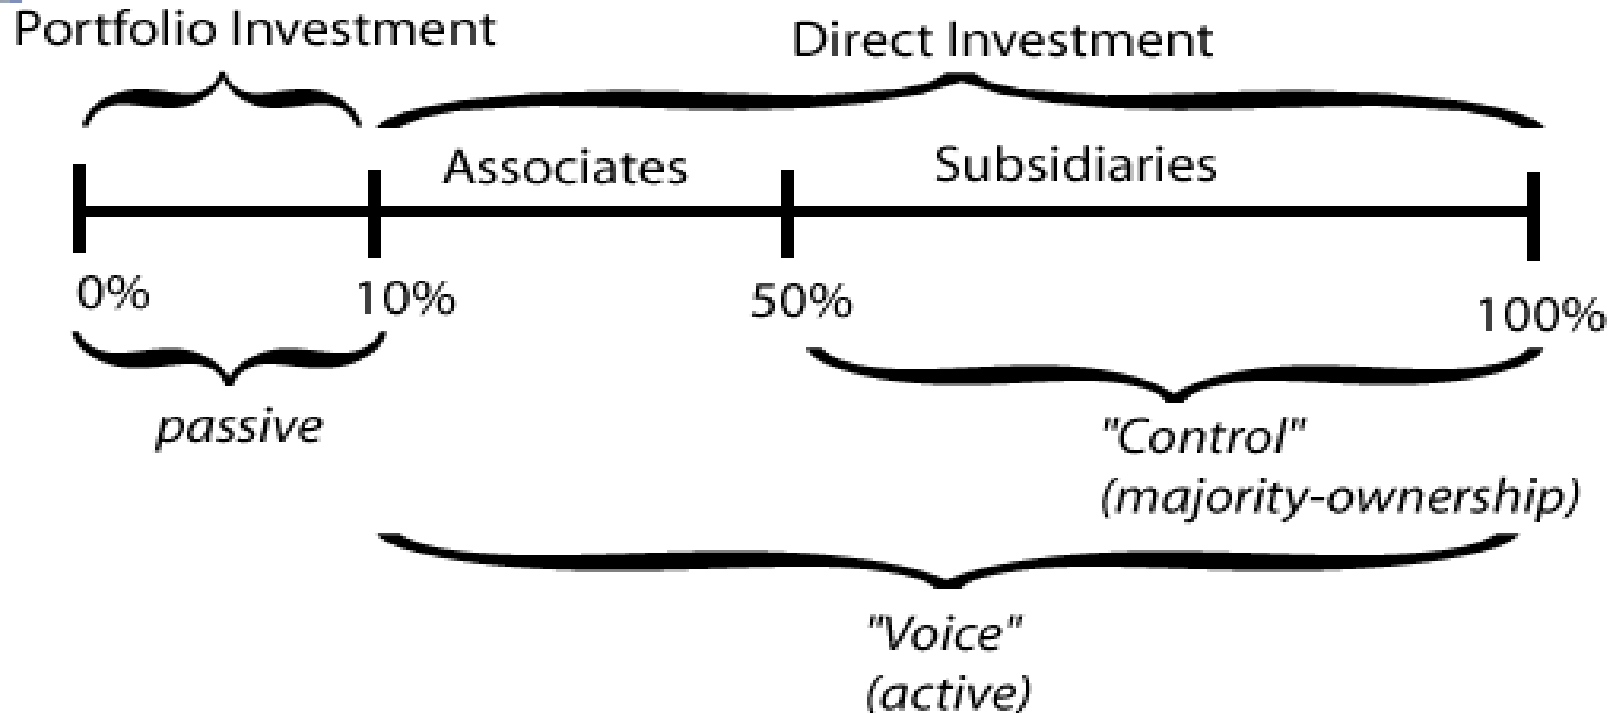 Portfolio Investment
Direct Investment
Associates
Subsidiaries
0%
10%
50%
100%
passive
"Control"
(majority-ownership)
"Voice"
(active)